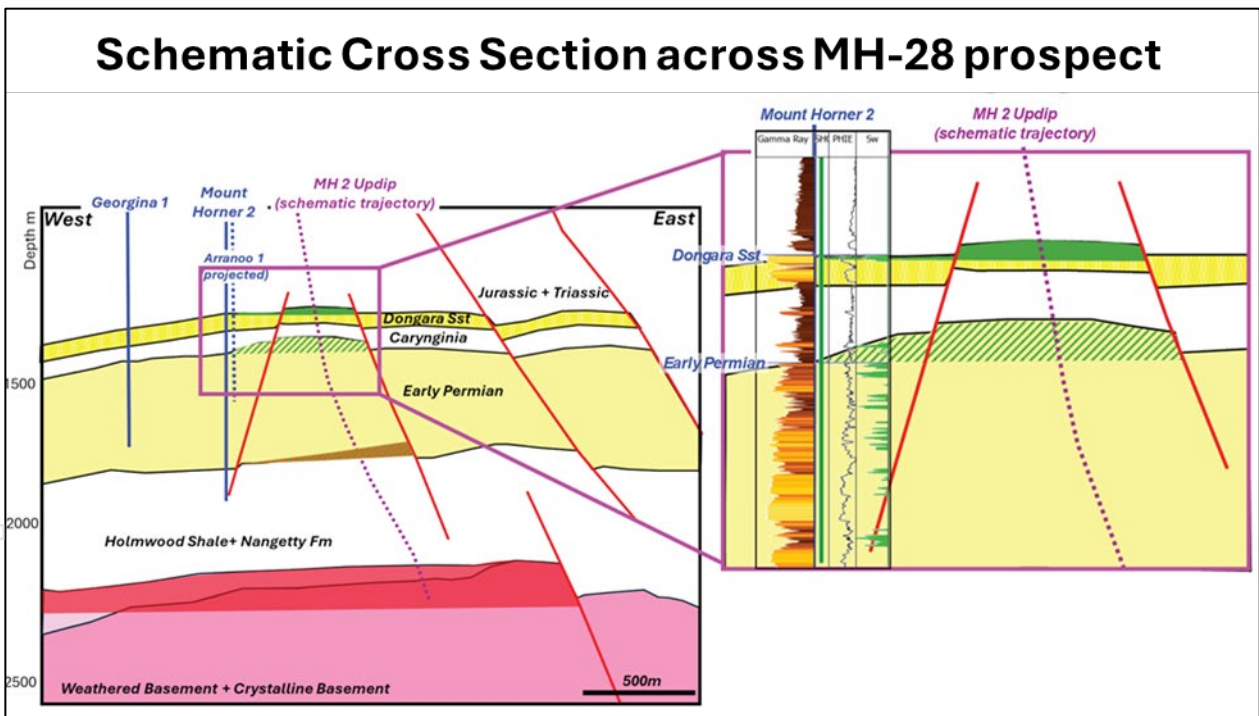 Schematic Cross Section across MH-28 prospect
Depth m
1500
2000
2500
West
East
Georgina 1
Mount
Horner 2
Arranoo 1
projected)
MH 2 Updip
(schematic trajectory)
Jurassic + Triassic
Dongara Sst
Carynginia
Early Permian
Holmwood Shale+ Nangetty Fm
Weathered Basement + Crystalline Basement
500m
Mount Horner 2
Gamma Ray
PHIE
Sw
MH 2 Updip
(schematic trajectory)
Dongara Sst
Early Permian